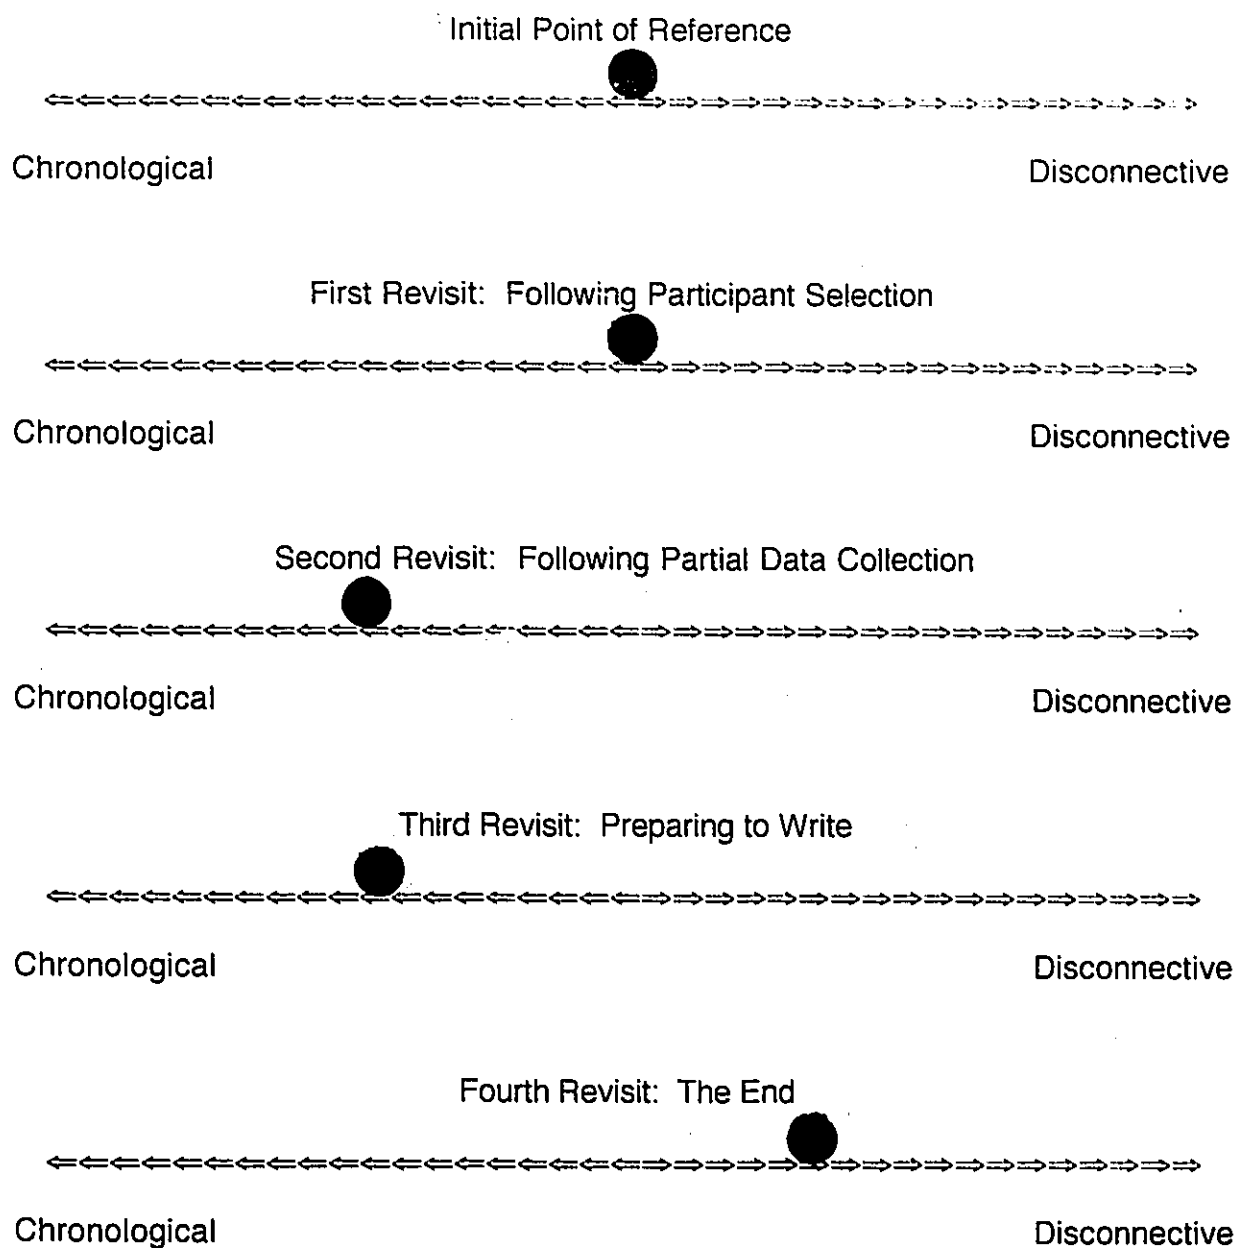 Initial Point of Reference
Chronological Disconnective
First Revisit: Following Participant Selection
Chronological Disconnective
Second Revisit: Following Partial Data Collection
Chronological Disconnective
Third Revisit: Preparing to Write
Chronological Disconnective
Fourth Revisit: The End
Chronological Disconnective